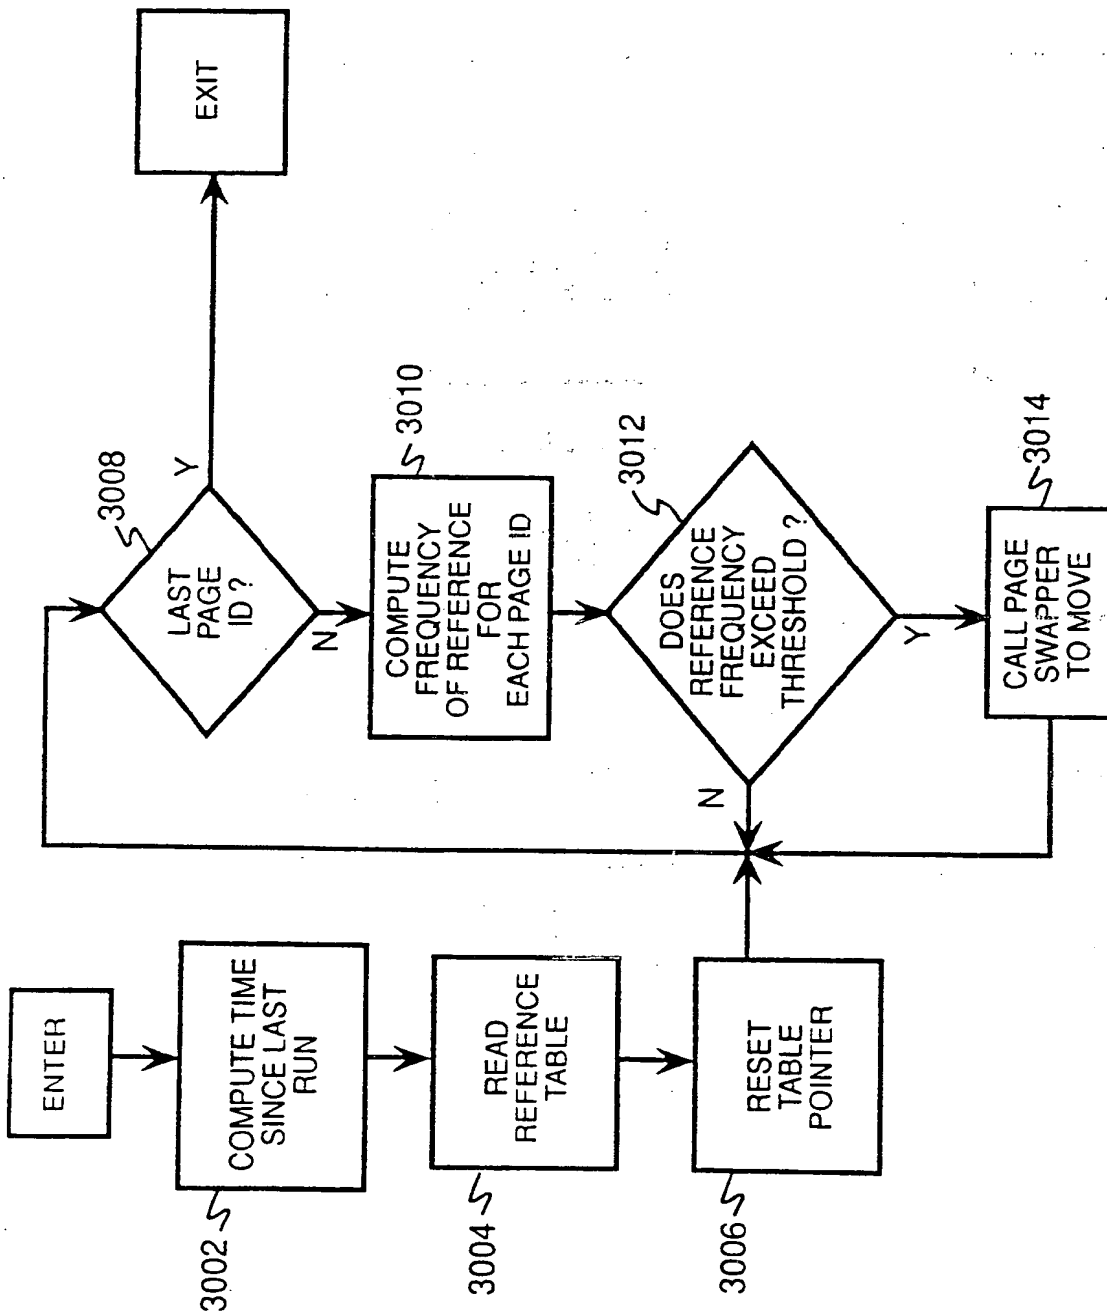 ENTER
COMPUTE TIME
SINCE LAST
RUN
3002
READ
REFERENCE
TABLE
3004
RESET
TABLE
POINTER
3006
LAST
PAGE
ID ?
3008
Y
EXIT
N
COMPUTE
FREQUENCY
OF REFERENCE
FOR
EACH PAGE ID
3010
DOES
REFERENCE
FREQUENCY
EXCEED
THRESHOLD ?
3012
N
Y
CALL PAGE
SWAPPER
TO MOVE
3014